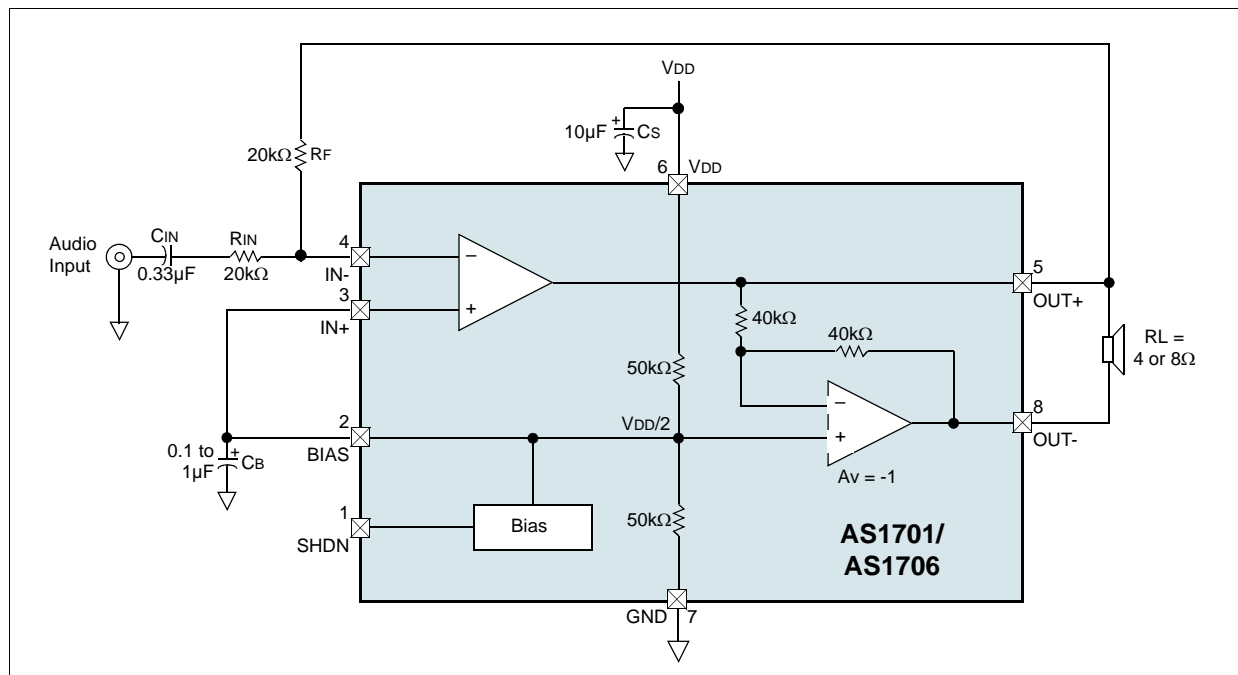 VDD
10µF
+
CS
20kΩ
RF
6
VDD
Audio
Input
CIN
0.33µF
RIN
20kΩ
4
IN-
3
IN+
−
+
5
OUT+
40kΩ
40kΩ
RL =
4 or 8Ω
50kΩ
2
BIAS
VDD/2
−
+
8
OUT-
Av = -1
0.1 to
1µF
+
CB
1
SHDN
Bias
50kΩ
AS1701/
AS1706
GND
7